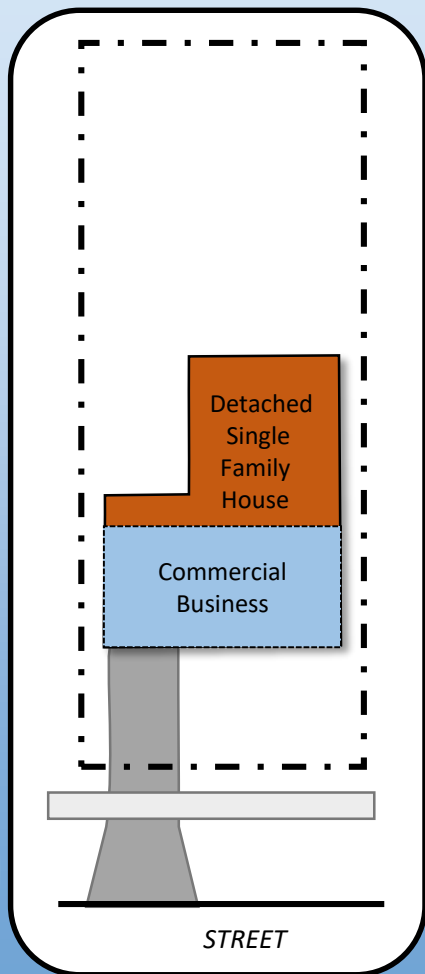 Detached
Single
Family
House
Commercial
Business
STREET